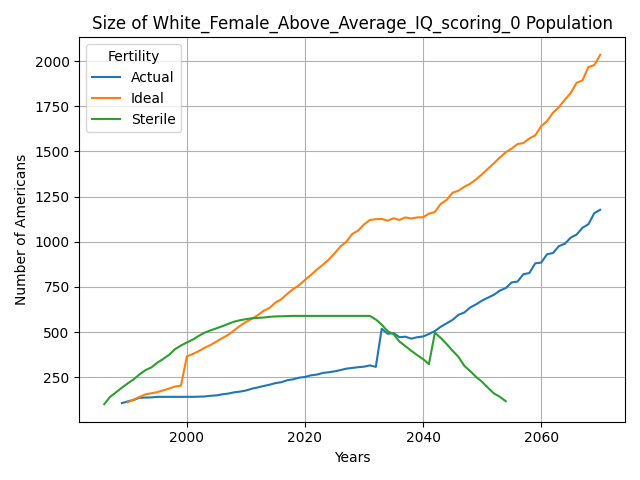 Size of White_Female_Above_Average_IQ_scoring_0 Population
Fertility
Actual
Ideal
Sterile
Number of Americans
2000
1750
1500
1250
1000
750
500
250
2000
2020
2040
2060
Years